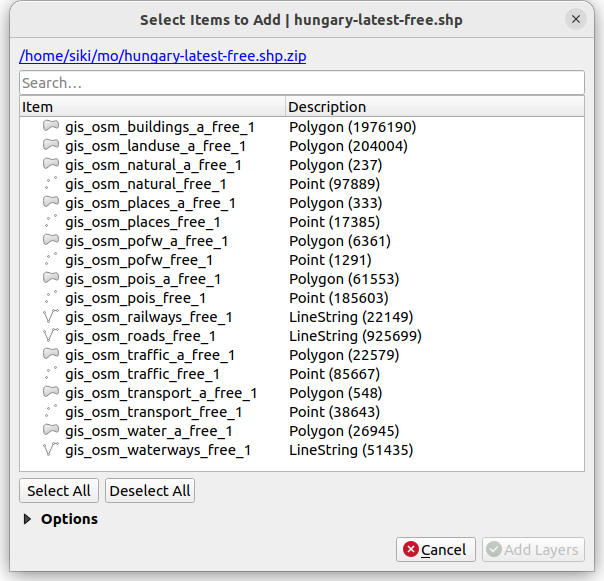 Select Items to Add | hungary-latest-free.shp
/home/siki/mo/hungary-latest-free.shp.zip
Search…
Item Description
gis_osm_buildings_a_free_1 Polygon (1976190)
gis_osm_landuse_a_free_1 Polygon (204004)
gis_osm_natural_a_free_1 Polygon (237)
gis_osm_natural_free_1 Point (97889)
gis_osm_places_a_free_1 Polygon (333)
gis_osm_places_free_1 Point (17385)
gis_osm_pofw_a_free_1 Polygon (6361)
gis_osm_pofw_free_1 Point (1291)
gis_osm_pois_a_free_1 Polygon (61553)
gis_osm_pois_free_1 Point (185603)
gis_osm_railways_free_1 LineString (22149)
gis_osm_roads_free_1 LineString (925699)
gis_osm_traffic_a_free_1 Polygon (22579)
gis_osm_traffic_free_1 Point (85667)
gis_osm_transport_a_free_1 Polygon (548)
gis_osm_transport_free_1 Point (38643)
gis_osm_water_a_free_1 Polygon (26945)
gis_osm_waterways_free_1 LineString (51435)
Select All Deselect All
Options
Cancel Add Layers